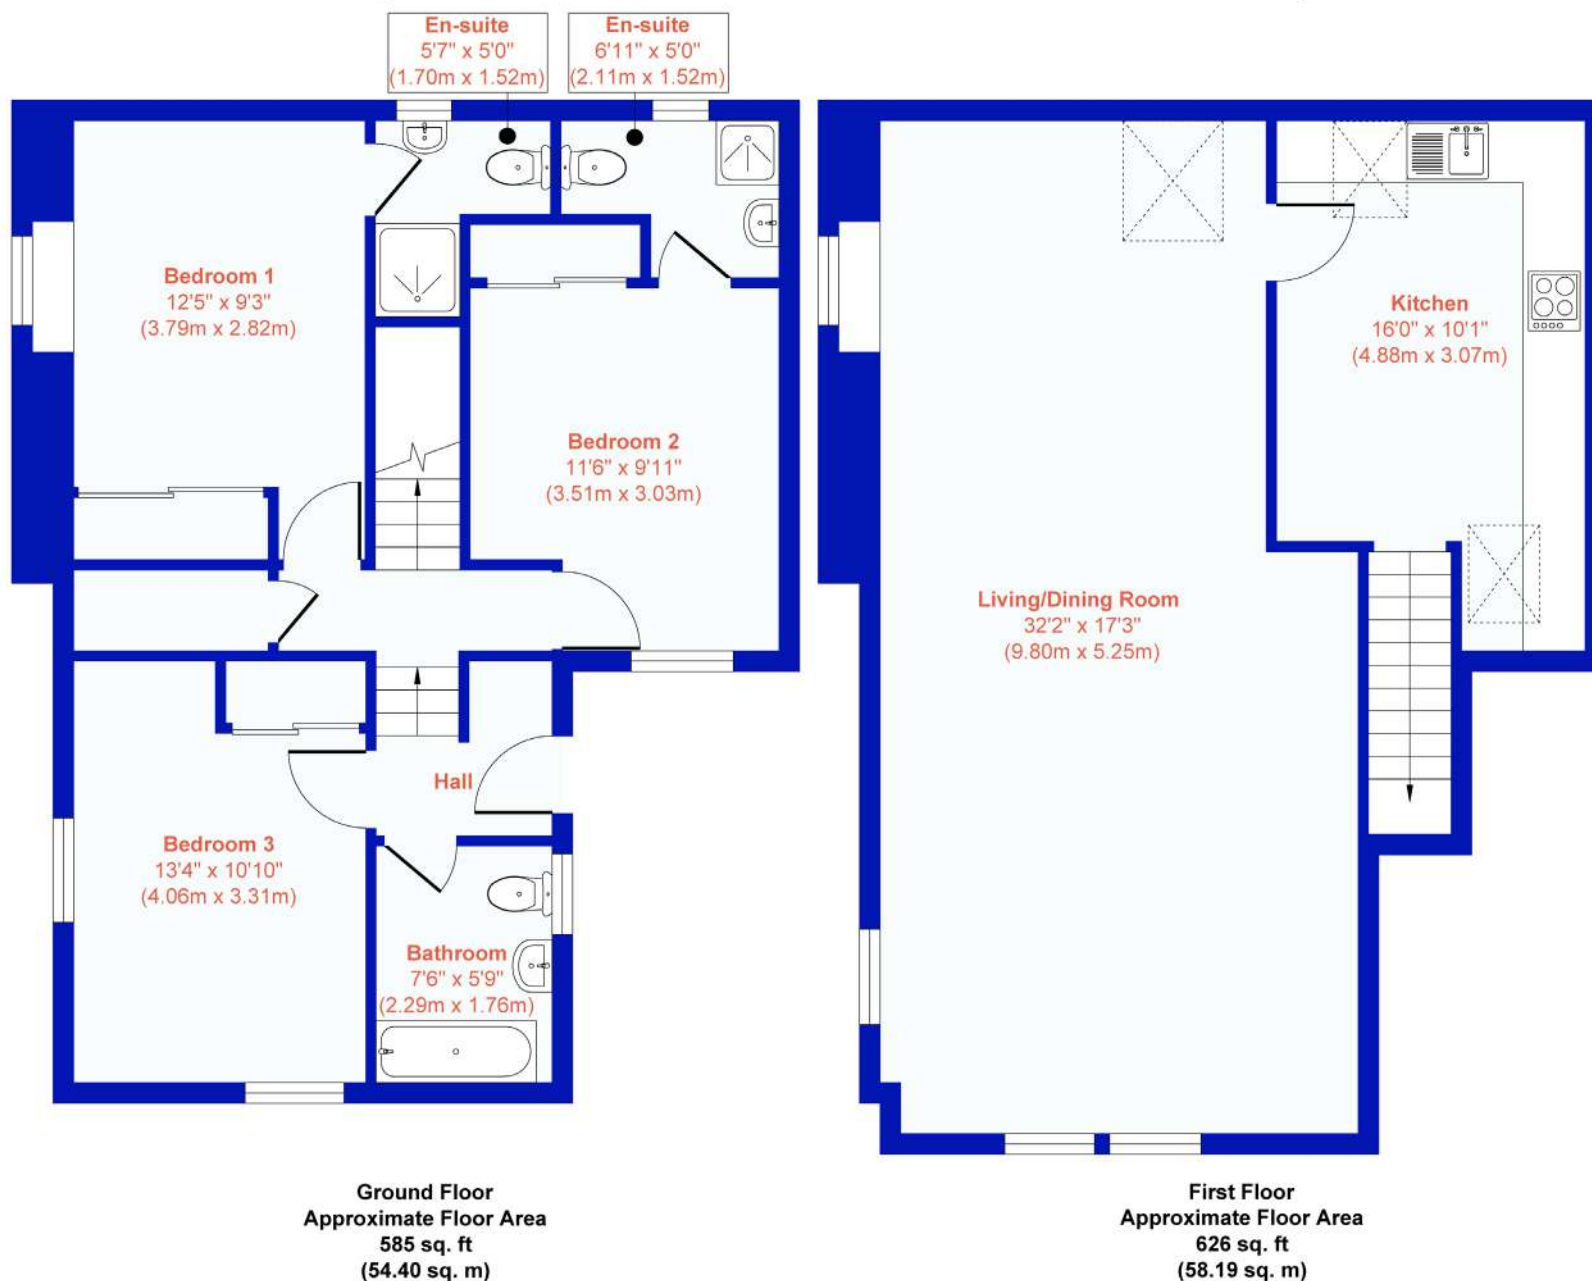 En-suite
5'7" x 5'0"
(1.70m x 1.52m)
En-suite
6'11" x 5'0"
(2.11m x 1.52m)
Bedroom 1
12'5" x 9'3"
(3.79m x 2.82m)
Bedroom 2
11'6" x 9'11"
(3.51m x 3.03m)
Hall
Bedroom 3
13'4" x 10'10"
(4.06m x 3.31m)
Bathroom
7'6" x 5'9"
(2.29m x 1.76m)
Ground Floor
Approximate Floor Area
585 sq. ft
(54.40 sq. m)
Kitchen
16'0" x 10'1"
(4.88m x 3.07m)
Living/Dining Room
32'2" x 17'3"
(9.80m x 5.25m)
First Floor
Approximate Floor Area
626 sq. ft
(58.19 sq. m)